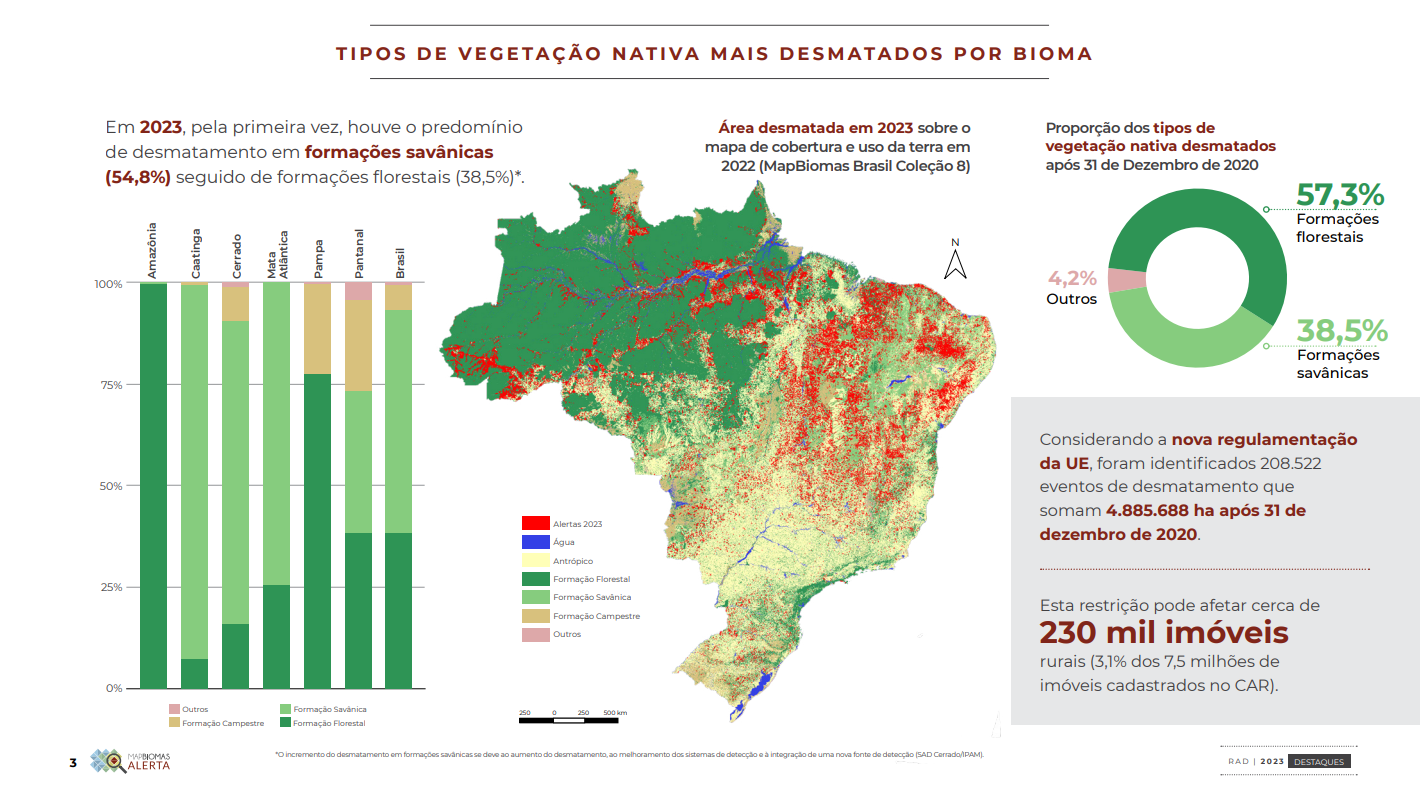 TIPOS DE VEGETAÇÃO NATIVA MAIS DESMATADOS POR BIOMA
Em 2023, pela primeira vez, houve o predomínio
de desmatamento em formações savânicas
(54,8%) seguido de formações florestais (38,5%)*.
Amazônia
Caatinga
Cerrado
Mata
Atlântica
Pampa
Pantanal
Brasil
100%
75%
50%
25%
0%
Outros
Formação Savânica
Formação Campestre
Formação Florestal
Área desmatada em 2023 sobre o
mapa de cobertura e uso da terra em
2022 (MapBiomas Brasil Coleção 8)
N
Alertas 2023
Água
Antrópico
Formação Florestal
Formação Savânica
Formação Campestre
Outros
250 0 250 500 km
Proporção dos tipos de
vegetação nativa desmatados
após 31 de Dezembro de 2020
57,3%
Formações
florestais
4,2%
Outros
38,5%
Formações
savânicas
Considerando a nova regulamentação
da UE, foram identificados 208.522
eventos de desmatamento que
somam 4.885.688 ha após 31 de
dezembro de 2020.
Esta restrição pode afetar cerca de
230 mil imóveis
rurais (3,1% dos 7,5 milhões de
imóveis cadastrados no CAR).
3
MAPBIOMAS
ALERTA
*O incremento do desmatamento em formações savânicas se deve ao aumento do desmatamento, ao melhoramento dos sistemas de detecção e à integração de uma nova fonte de detecção (SAD Cerrado/IPAM).
RAD | 2023 DESTAQUES